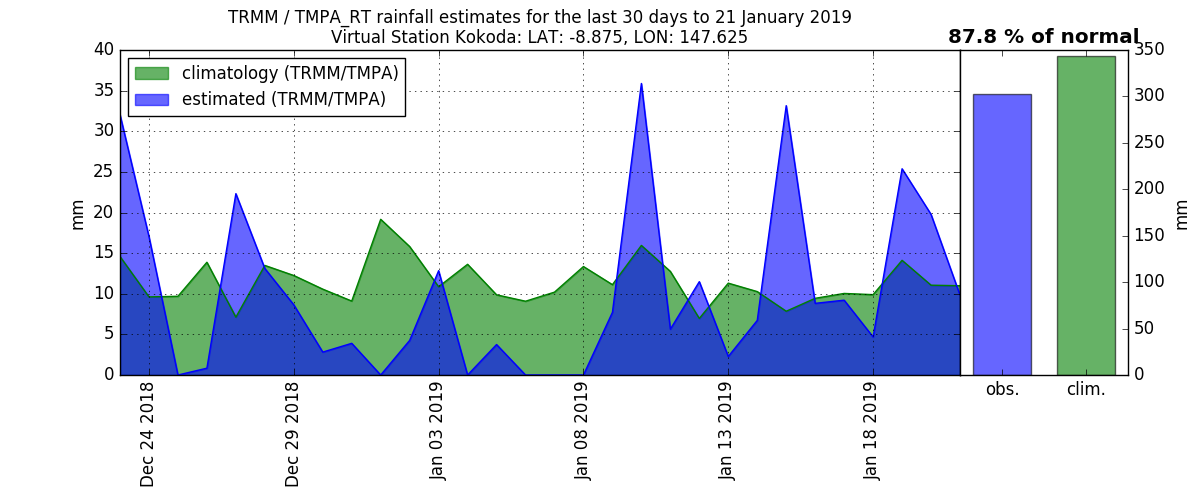 TRMM / TMPA_RT rainfall estimates for the last 30 days to 21 January 2019
Virtual Station Kokoda: LAT: -8.875, LON: 147.625
87.8 % of normal
climatology (TRMM/TMPA)
estimated (TRMM/TMPA)
40
35
30
25
20
15
10
5
0
mm
Dec 24 2018
Dec 29 2018
Jan 03 2019
Jan 08 2019
Jan 13 2019
Jan 18 2019
obs.
clim.
350
300
250
200
150
100
50
0
mm